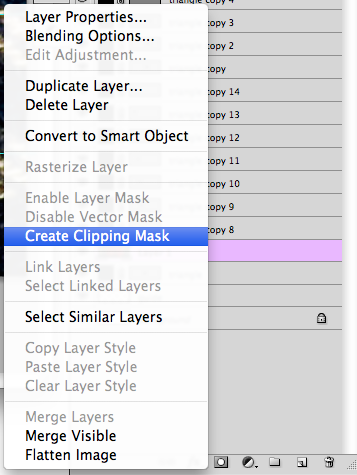 triangle copy 4
Layer Properties...
copy 3
Blending Options...
copy 2
Edit Adjustment...
copy
Duplicate Layer...
copy 14
Delete Layer
copy 13
Convert to Smart Object
copy 12
copy 11
Rasterize Layer
copy 10
Enable Layer Mask
copy 9
Disable Vector Mask
copy 8
Create Clipping Mask
Link Layers
Select Linked Layers
Select Similar Layers
Copy Layer Style
Paste Layer Style
Clear Layer Style
Merge Layers
Merge Visible
Flatten Image